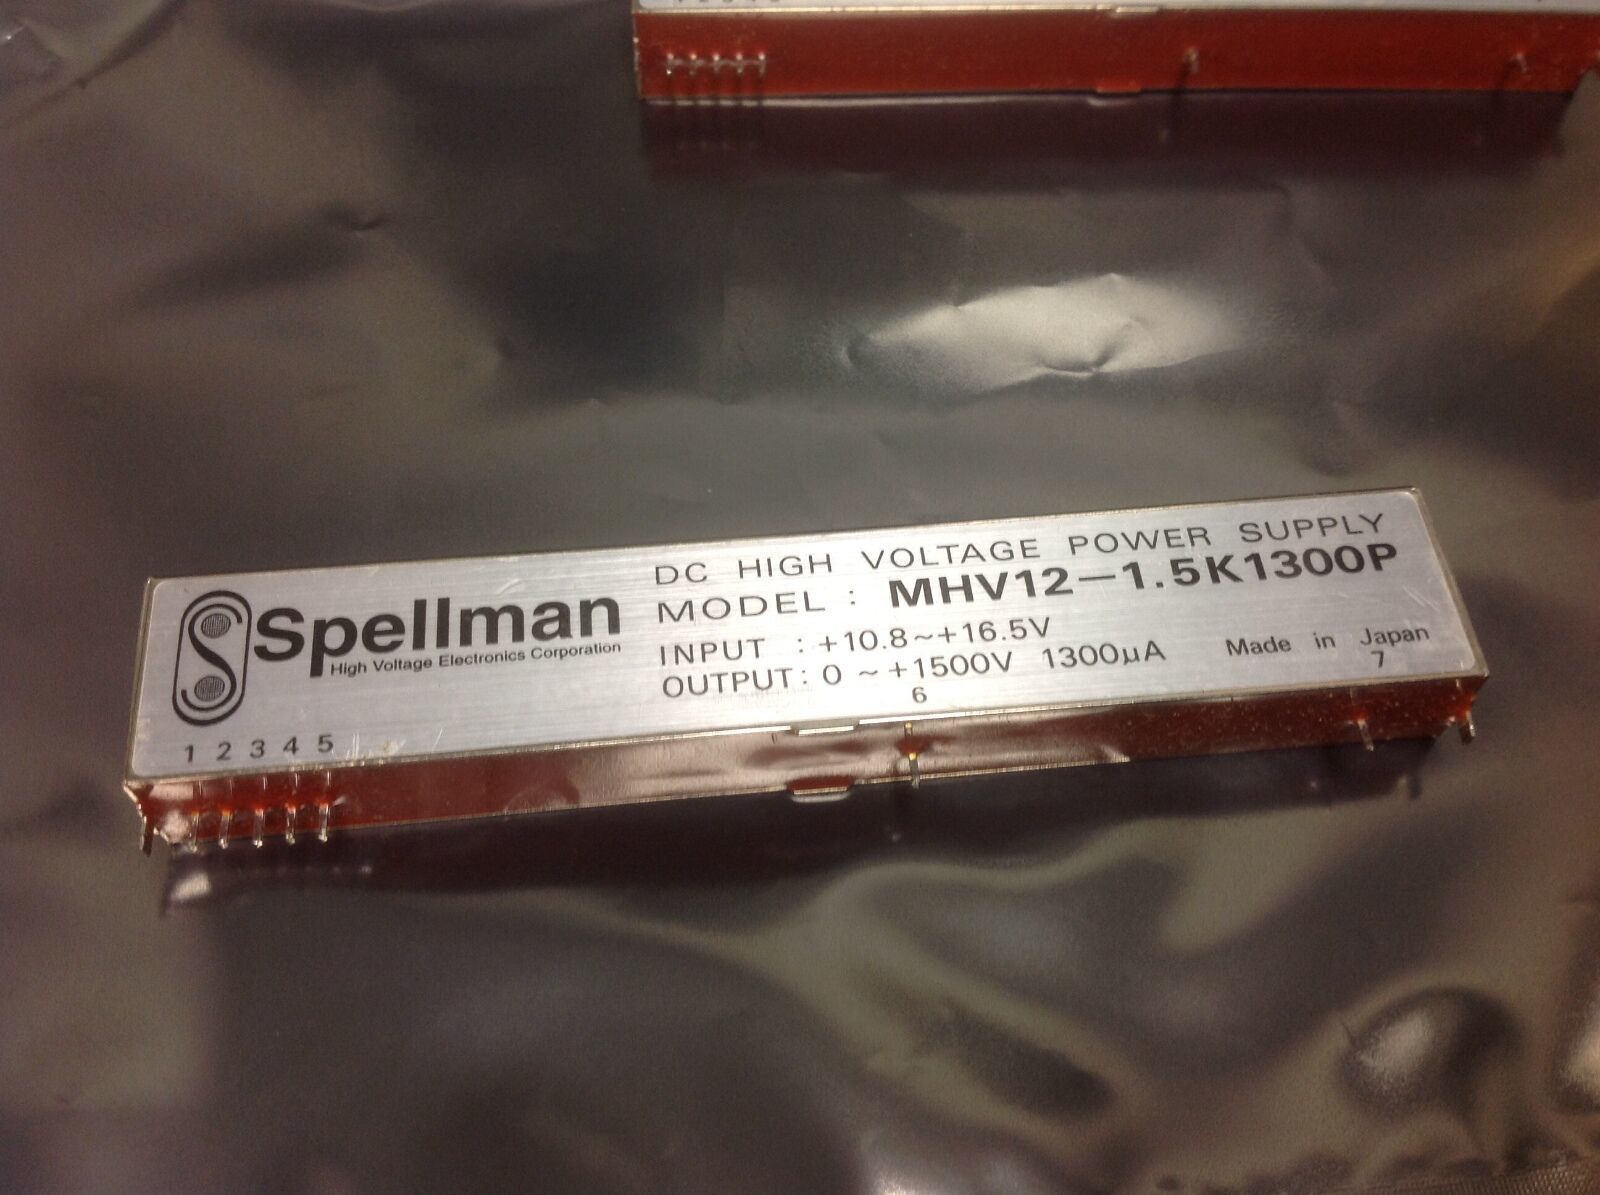 Spellman
High Voltage Electronics Corporation
DC HIGH VOLTAGE POWER SUPPLY
MODEL : MHV12-1.5K1300P
INPUT : +10.8~+16.5V
OUTPUT : 0 ~+1500V 1300µA
Made in Japan
1 2 3 4 5
6
7